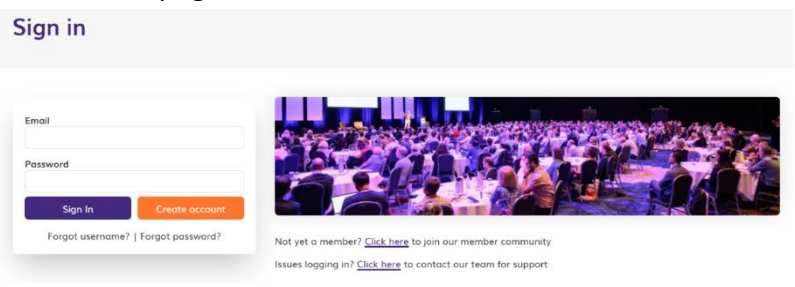 Sign in
Email
Password
Sign In
Create account
Forgot username? | Forgot password?
Not yet a member? Click here to join our member community
Issues logging in? Click here to contact our team for support